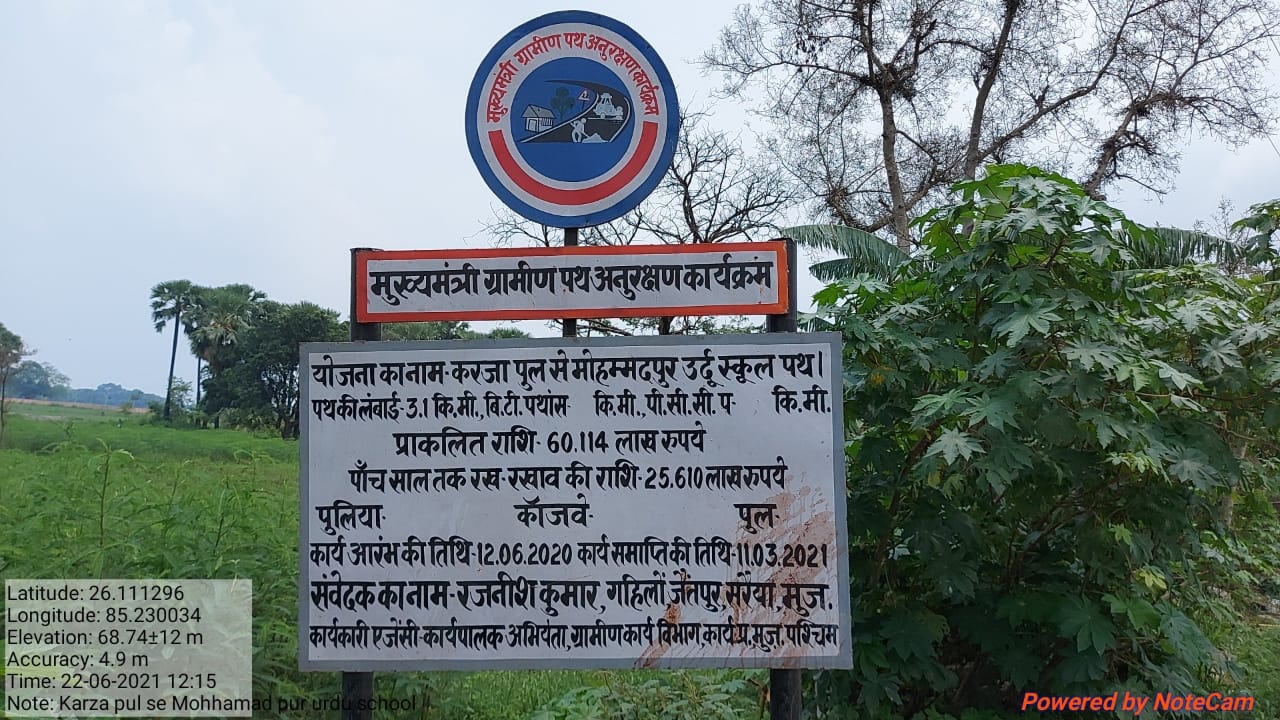 मुख्यमंत्री ग्रामीण पथ अनुरक्षण कार्यक्रम
मुख्यमंत्री ग्रामीण पथ अनुरक्षण कार्यक्रम
योजना का नाम-करजा पुल से मोहम्मदपुर उर्दू स्कूल पथ।
पथ की लंबाई-3.1 कि.मी., बि.टी. पथांस- कि.मी., पी.सी.सी. प- कि.मी.
प्राकलित राशि-60.114 लाख रुपये
पाँच साल तक रख-रखाव की राशि-25.610 लाख रुपये
पुलिया- कॉजवे- पुल-
कार्य आरंभ की तिथि-12.06.2020 कार्य समाप्ति की तिथि-11.03.2021
संवेदक का नाम-रजनीश कुमार, गहिलों जैतपुर, सरैया, मुज.
कार्यकारी एजेंसी-कार्यपालक अभियंता, ग्रामीण कार्य विभाग, कार्य प्र. मुज. पश्चिम
Latitude: 26.111296
Longitude: 85.230034
Elevation: 68.74±12 m
Accuracy: 4.9 m
Time: 22-06-2021 12:15
Note: Karza pul se Mohhamad pur urdu school
Powered by NoteCam